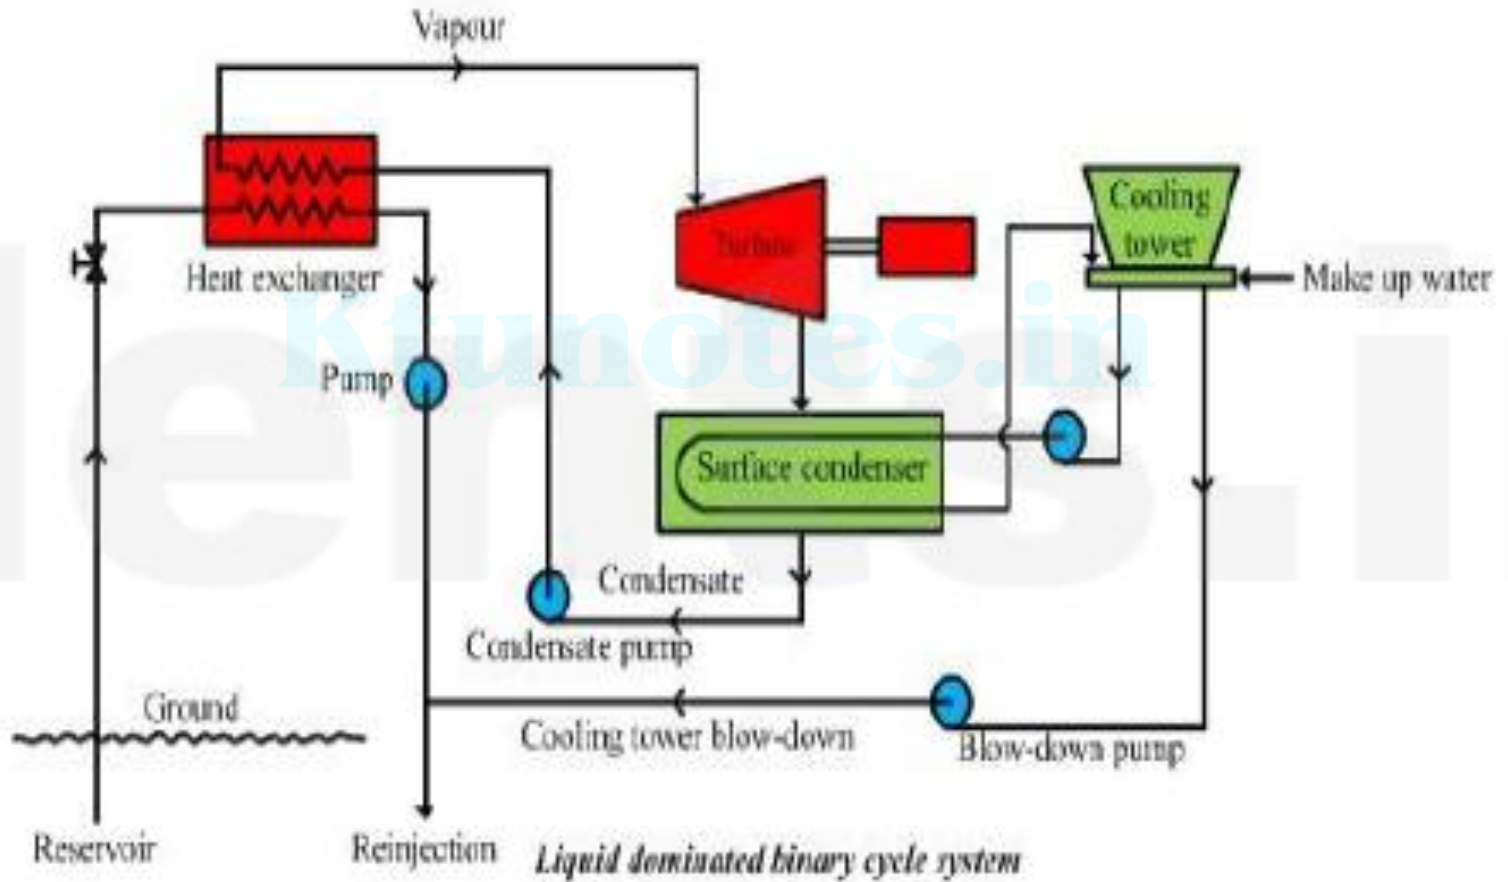 Vapour
Cooling
tower
Turbine
Heat exchanger
Make up water
Ktunotes.in
Pump
Surface condenser
Condensate
Condensate pump
Ground
Cooling tower blow-down
Blow-down pump
Reservoir
Reinjection
Liquid dominated binary cycle system